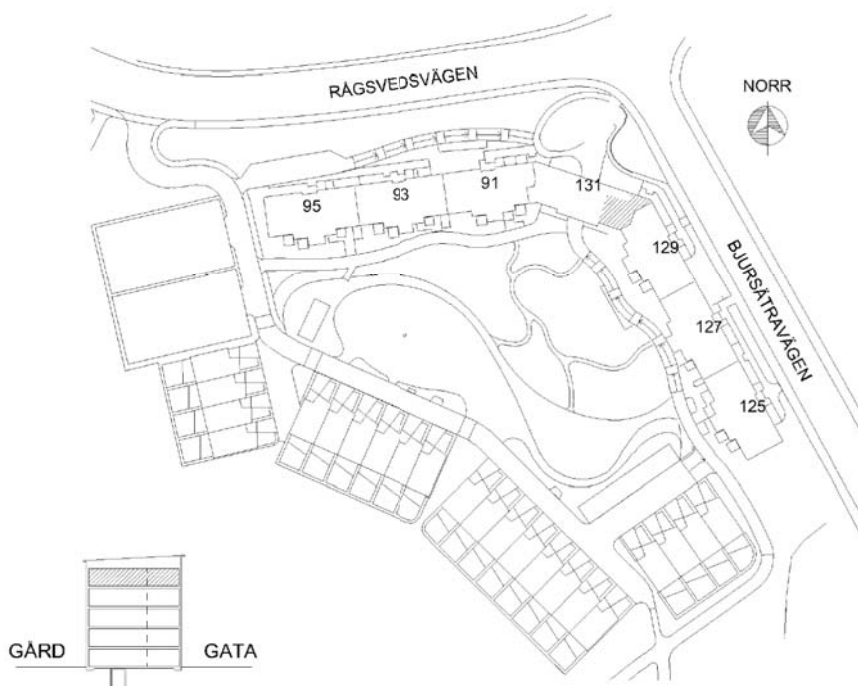 RÅGSVEDSVÄGEN
NORR
131
91
93
95
129
BJURSÄTRAVÄGEN
127
125
GÅRD
GATA